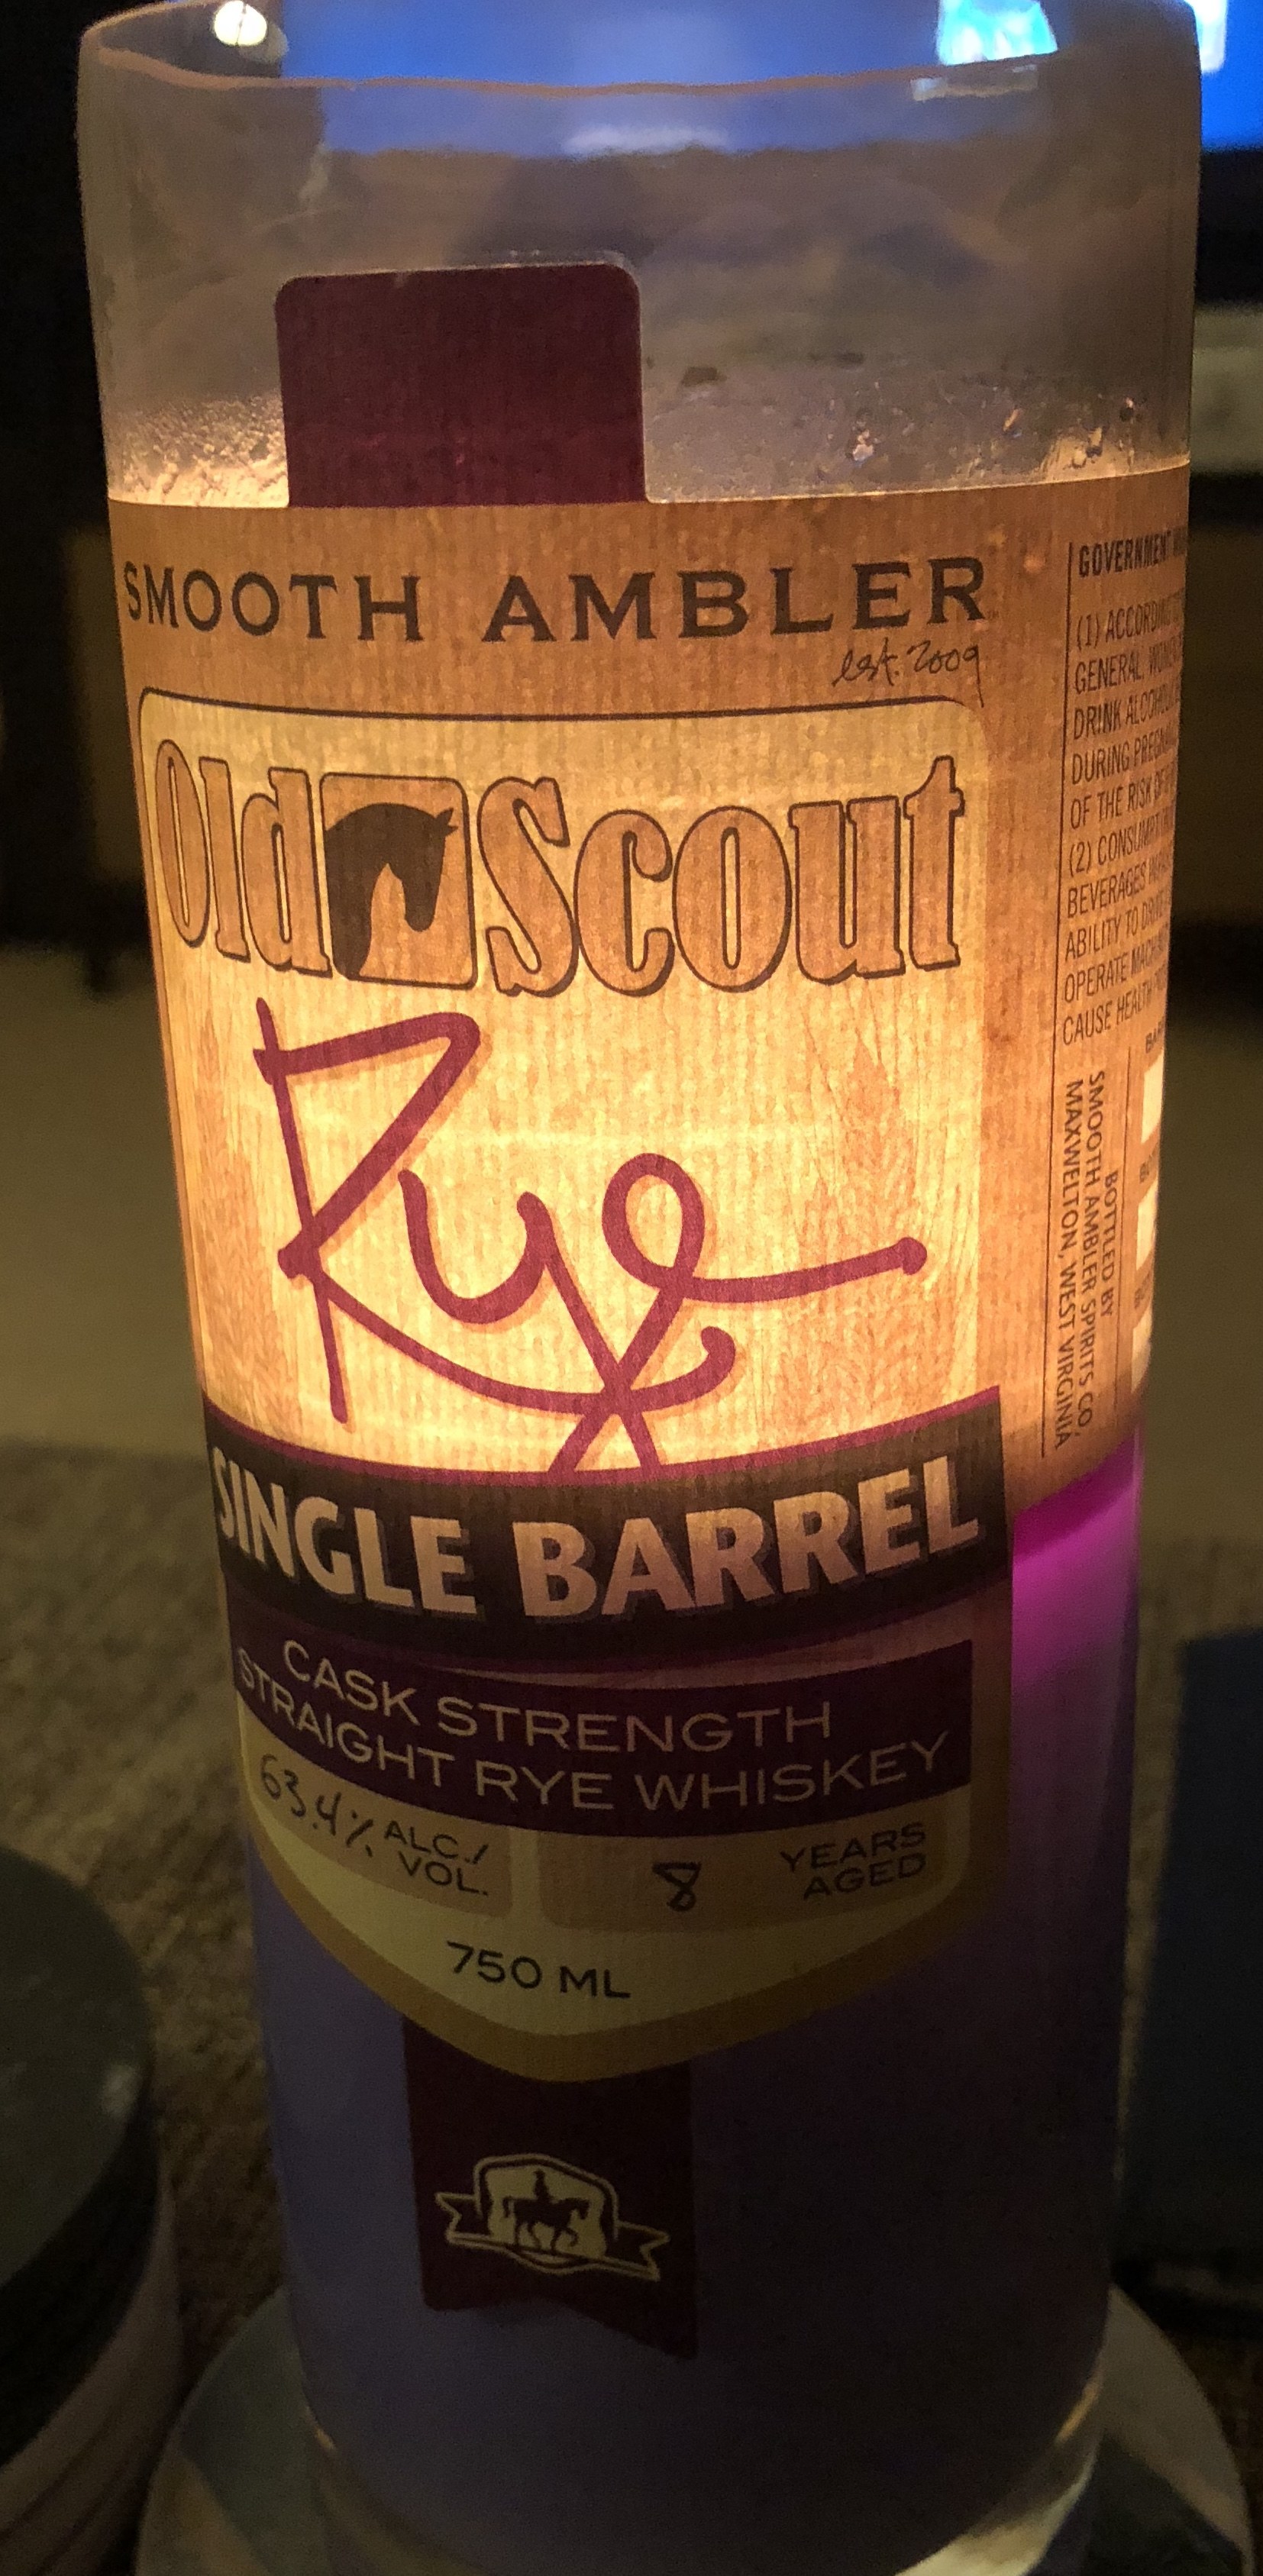 SMOOTH AMBLER
est. 2009
Old Scout
Rye
SINGLE BARREL
CASK STRENGTH
STRAIGHT RYE WHISKEY
63.4% ALC./
VOL.
8 YEARS
AGED
750 ML
GOVERNMENT
(1) ACCORDING
GENERAL,
DRINK
DURING
OF THE RISK OF
(2)
BEVERAGES
ABILITY TO
OPERATE
CAUSE HEALTH
BOTTLED BY
SMOOTH AMBLER SPIRITS CO.
MAXWELTON, WEST VIRGINIA